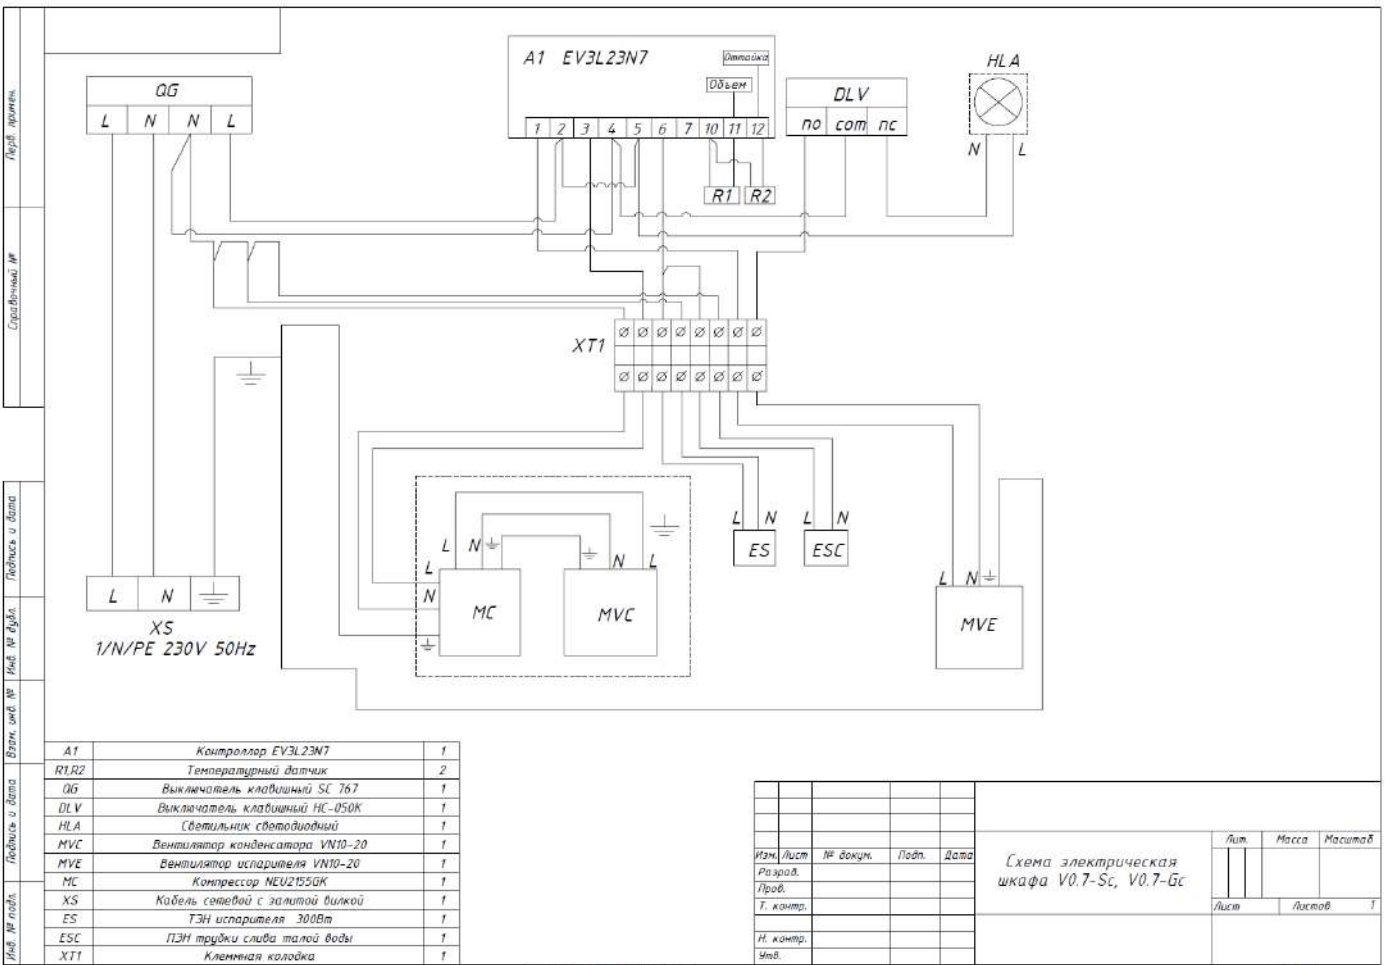 Перв. примен.
Справочный №
Подпись и дата
Инв. № дубл.
Взам. инв. №
Подпись и дата
Инв. № подл.
QG
L N N L
A1 EV3L23N7
Оттайка
Объем
1 2 3 4 5 6 7 10 11 12
R1 R2
DLV
no com nc
HLA
N L
XT1
L N
XS
1/N/PE 230V 50Hz
L N
N L
L
N
MC
MVC
L N
ES
L N
ESC
L N
MVE
A1 Контроллер EV3L23N7 1
R1,R2 Температурный датчик 2
QG Выключатель клавишный SC 767 1
DLV Выключатель клавишный HC-050K 1
HLA Светильник светодиодный 1
MVC Вентилятор конденсатора VN10-20 1
MVE Вентилятор испарителя VN10-20 1
MC Компрессор NEU2155GK 1
XS Кабель сетевой с залитой вилкой 1
ES ТЭН испарителя 300Вт 1
ESC ПЭН трубки слива талой воды 1
XT1 Клеммная колодка 1
Изм. Лист № докум. Подп. Дата
Разраб.
Пров.
Т. контр.
Н. контр.
Утв.
Схема электрическая
шкафа V0.7-Sc, V0.7-Gc
Лит. Масса Масштаб
Лист Листов 1